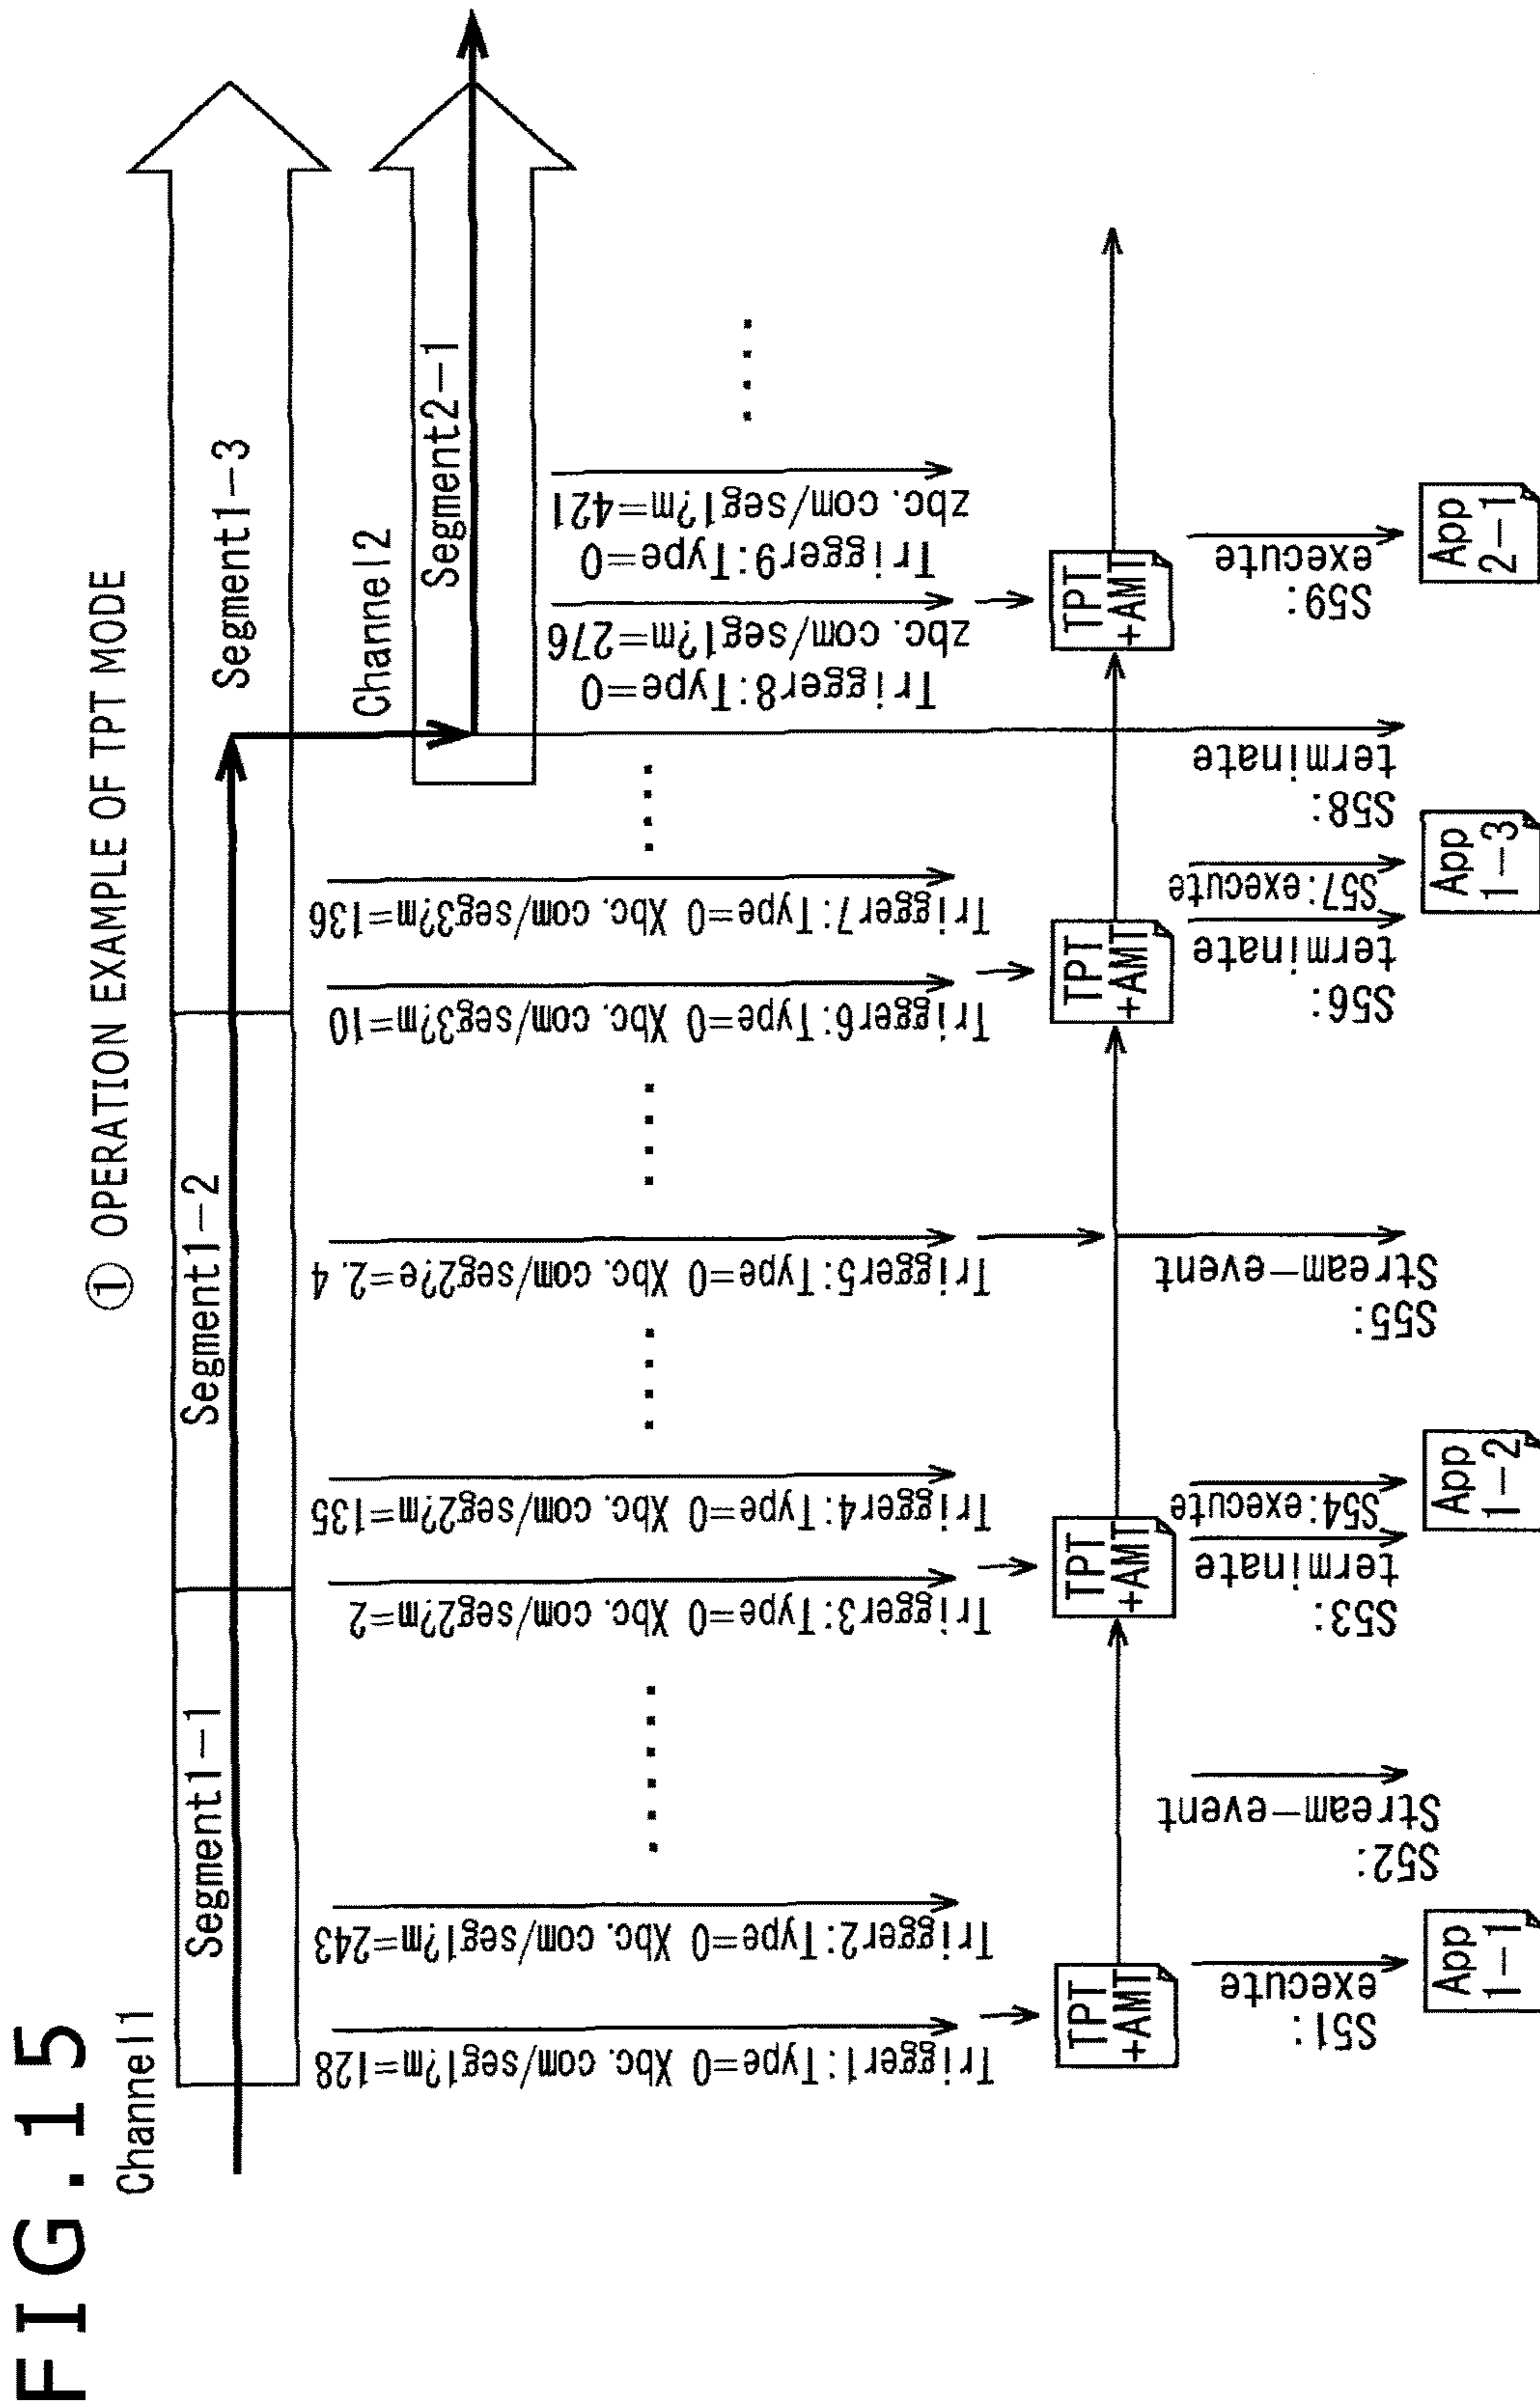 FIG.15
① OPERATION EXAMPLE OF TPT MODE
Channel1
Segment1-1
Segment1-2
Segment1-3
Channel2
Segment2-1
Trigger1:Type=0 Xbc.com/seg1?m=128
Trigger2:Type=0 Xbc.com/seg1?m=243
Trigger3:Type=0 Xbc.com/seg2?m=2
Trigger4:Type=0 Xbc.com/seg2?m=135
Trigger5:Type=0 Xbc.com/seg2?e=2.4
Trigger6:Type=0 Xbc.com/seg3?m=10
Trigger7:Type=0 Xbc.com/seg3?m=136
Trigger8:Type=0
zbc.com/seg1?m=276
Trigger9:Type=0
zbc.com/seg1?m=421
TPT
+AMT
TPT
+AMT
TPT
+AMT
TPT
+AMT
S51:
execute
S52:
Stream-event
S53:
terminate
S54:execute
S55:
Stream-event
S56:
terminate
S57:execute
S58:
terminate
S59:
execute
App
1-1
App
1-2
App
1-3
App
2-1